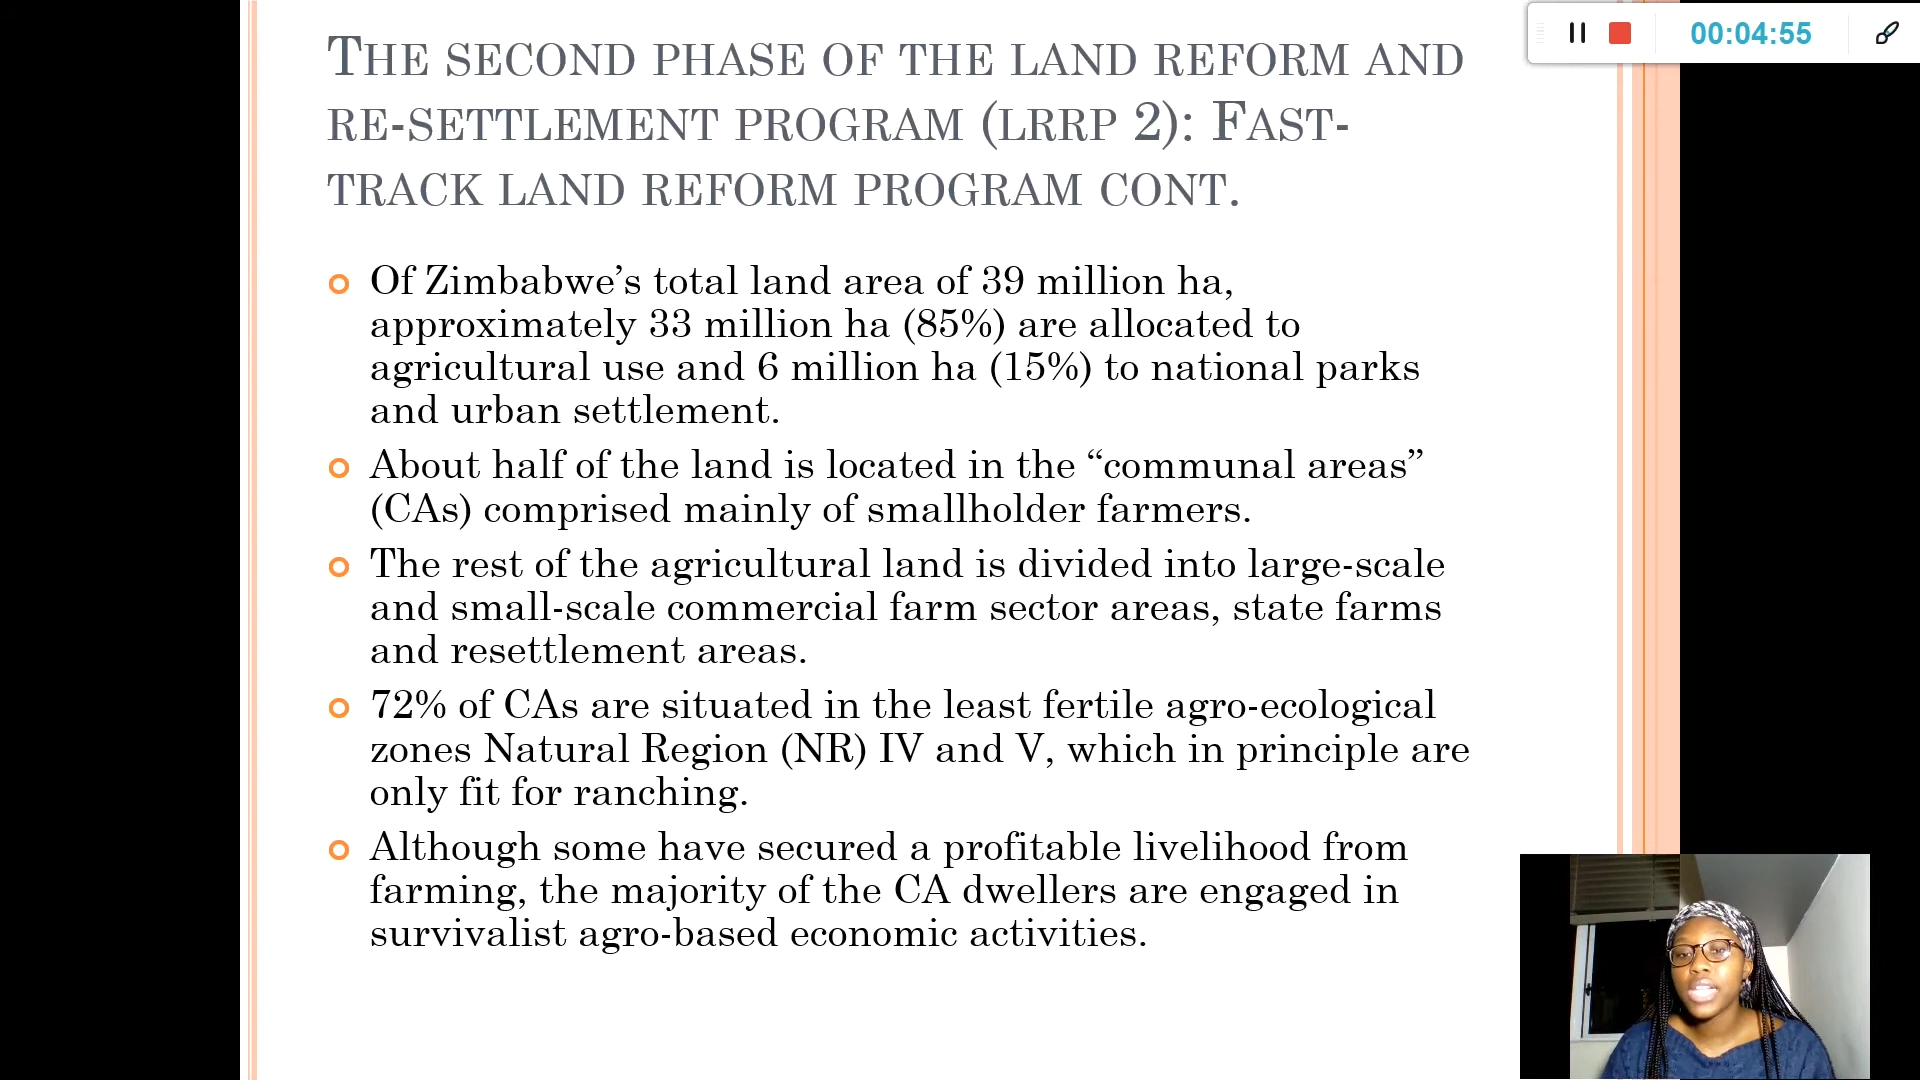 THE SECOND PHASE OF THE LAND REFORM AND
RE-SETTLEMENT PROGRAM (LRRP 2): FAST-
TRACK LAND REFORM PROGRAM CONT.
Of Zimbabwe’s total land area of 39 million ha,
approximately 33 million ha (85%) are allocated to
agricultural use and 6 million ha (15%) to national parks
and urban settlement.
About half of the land is located in the “communal areas”
(CAs) comprised mainly of smallholder farmers.
The rest of the agricultural land is divided into large-scale
and small-scale commercial farm sector areas, state farms
and resettlement areas.
72% of CAs are situated in the least fertile agro-ecological
zones Natural Region (NR) IV and V, which in principle are
only fit for ranching.
Although some have secured a profitable livelihood from
farming, the majority of the CA dwellers are engaged in
survivalist agro-based economic activities.
00:04:55